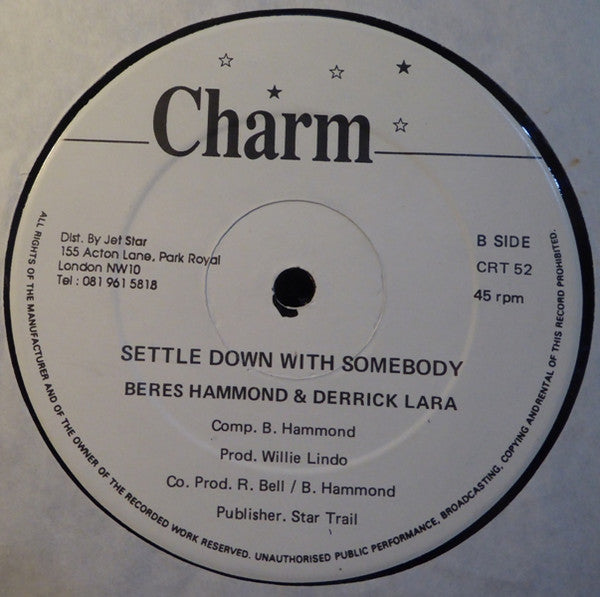 Charm
Dist. By Jet Star
155 Acton Lane, Park Royal
London NW10
Tel : 081 961 5818
B SIDE
CRT 52
45 rpm
SETTLE DOWN WITH SOMEBODY
BERES HAMMOND & DERRICK LARA
Comp. B. Hammond
Prod. Willie Lindo
Co. Prod. R. Bell / B. Hammond
Publisher. Star Trail
ALL RIGHTS OF THE MANUFACTURER AND OF THE OWNER OF THE RECORDED WORK RESERVED. UNAUTHORISED PUBLIC PERFORMANCE, BROADCASTING, COPYING AND RENTAL OF THIS RECORD PROHIBITED.